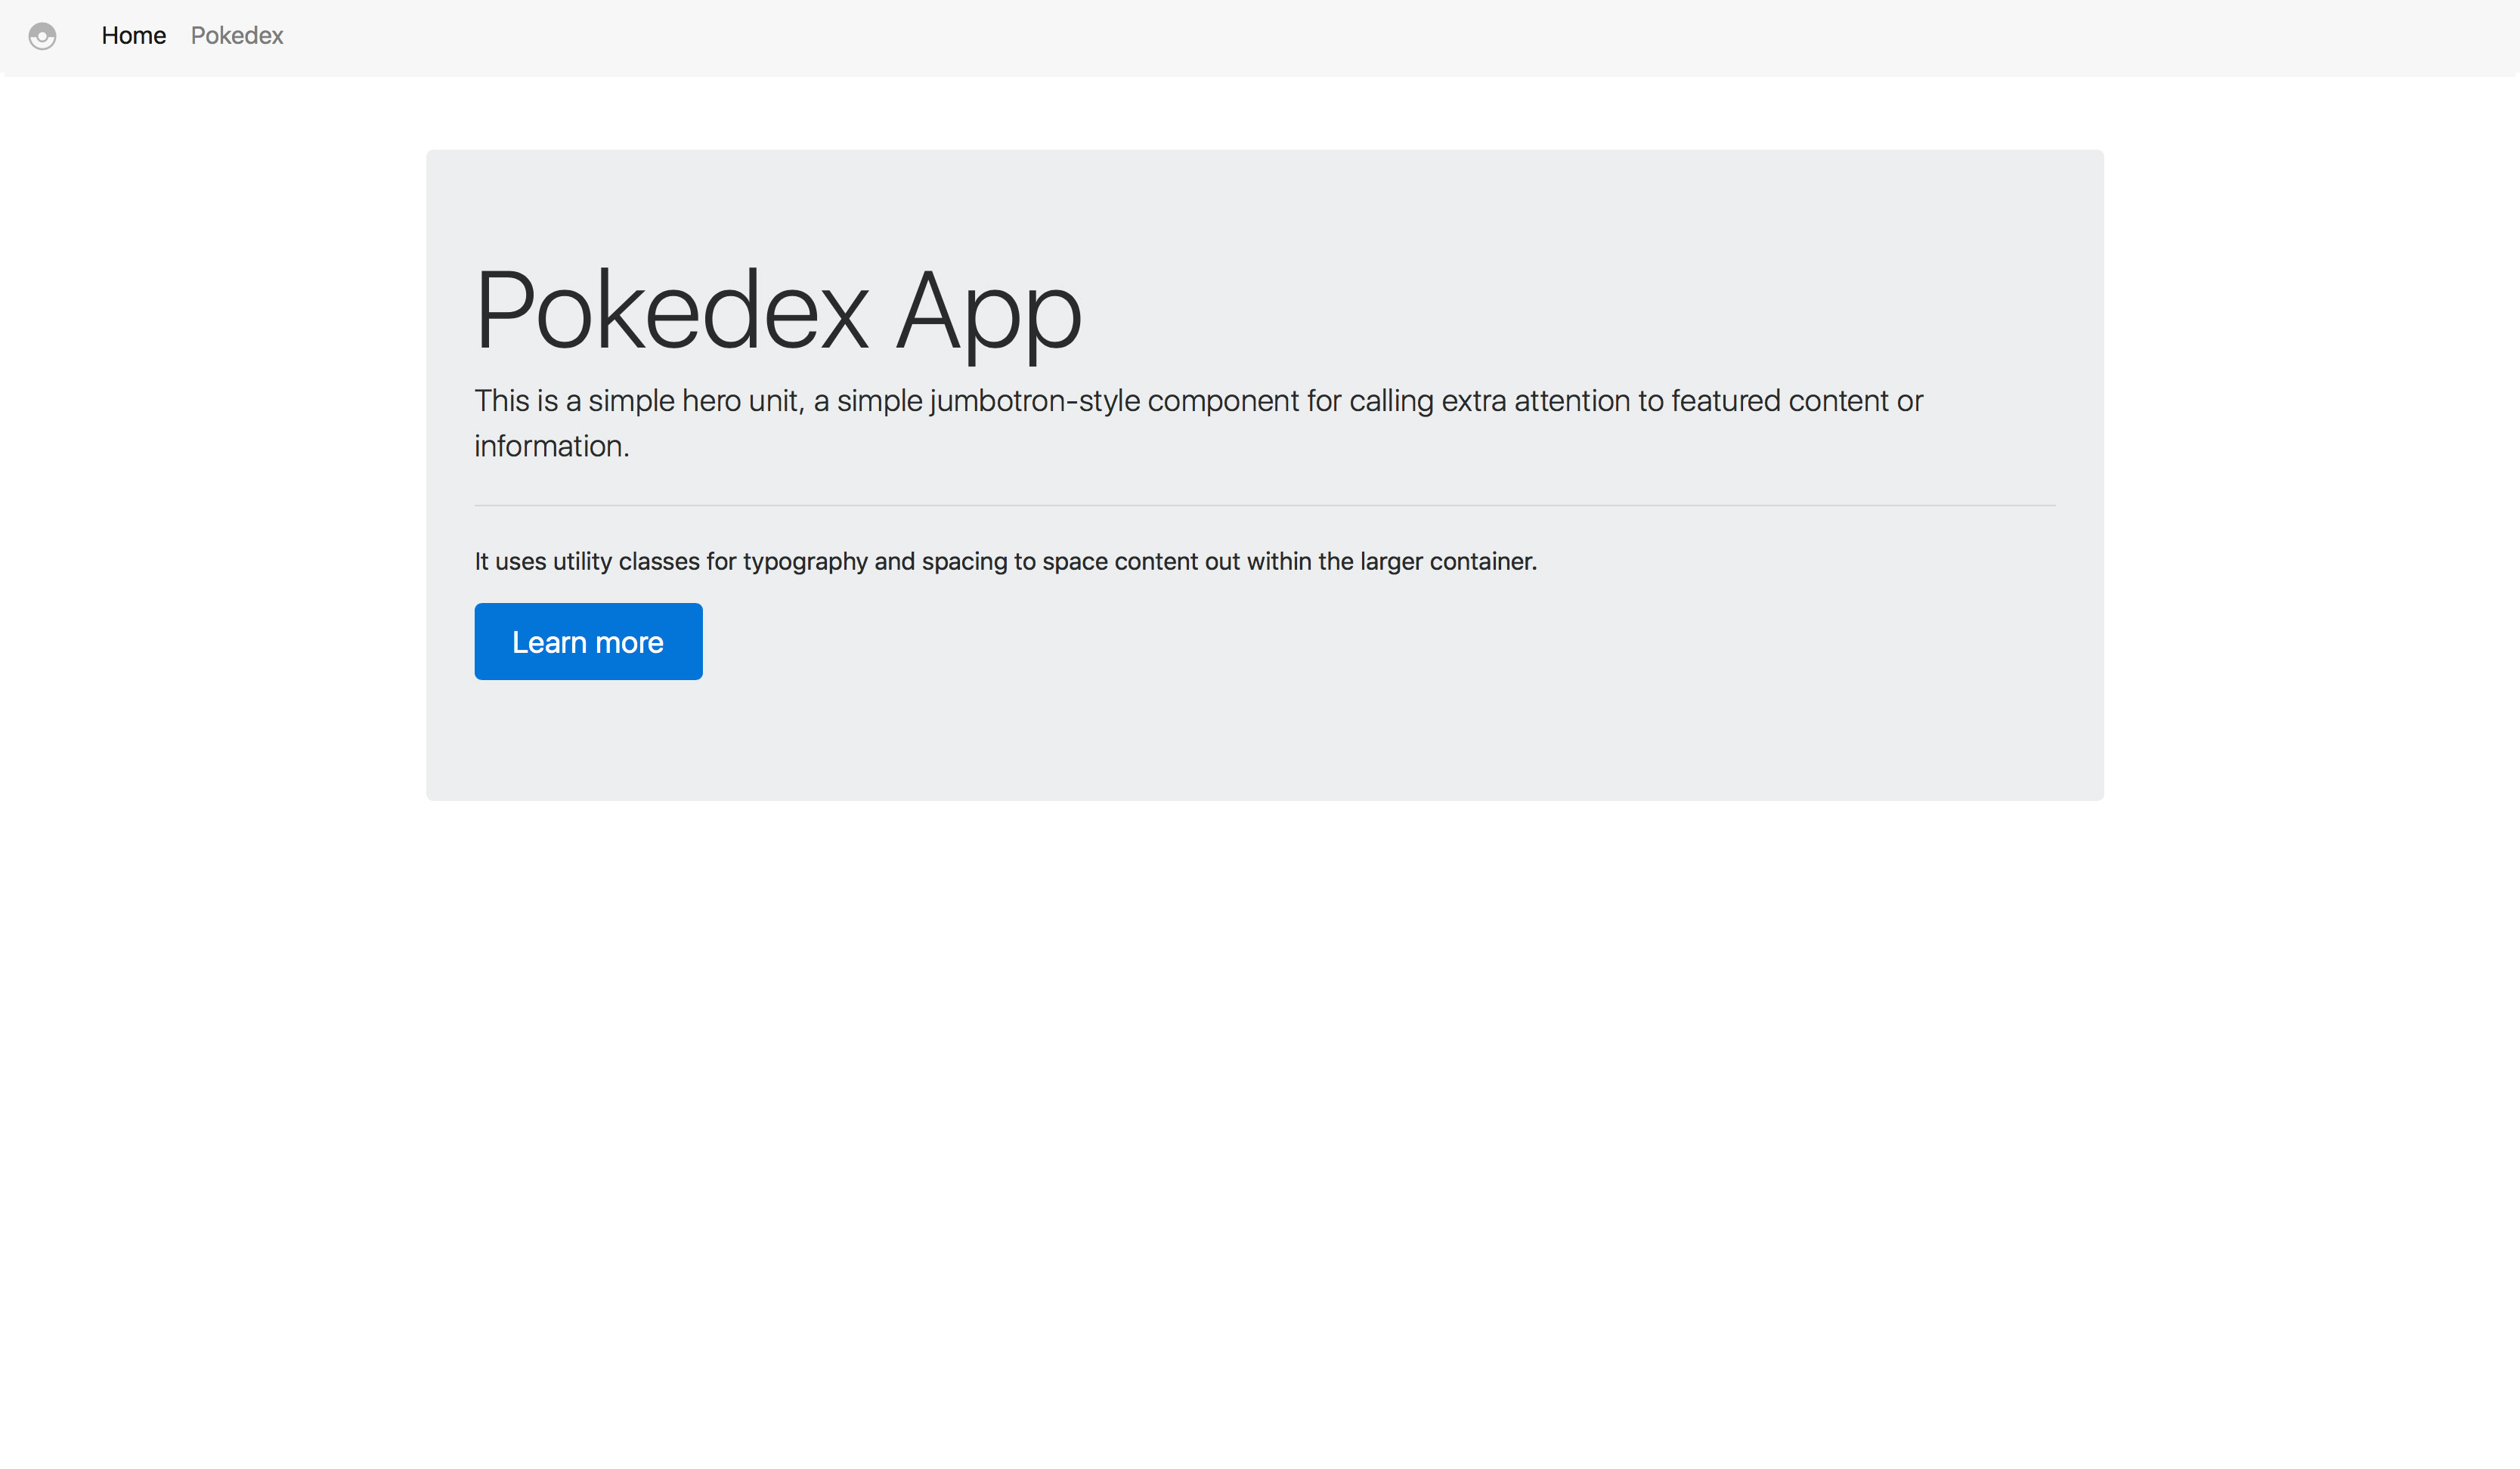 Home Pokedex
Pokedex App
This is a simple hero unit, a simple jumbotron-style component for calling extra attention to featured content or
information.
It uses utility classes for typography and spacing to space content out within the larger container.
Learn more